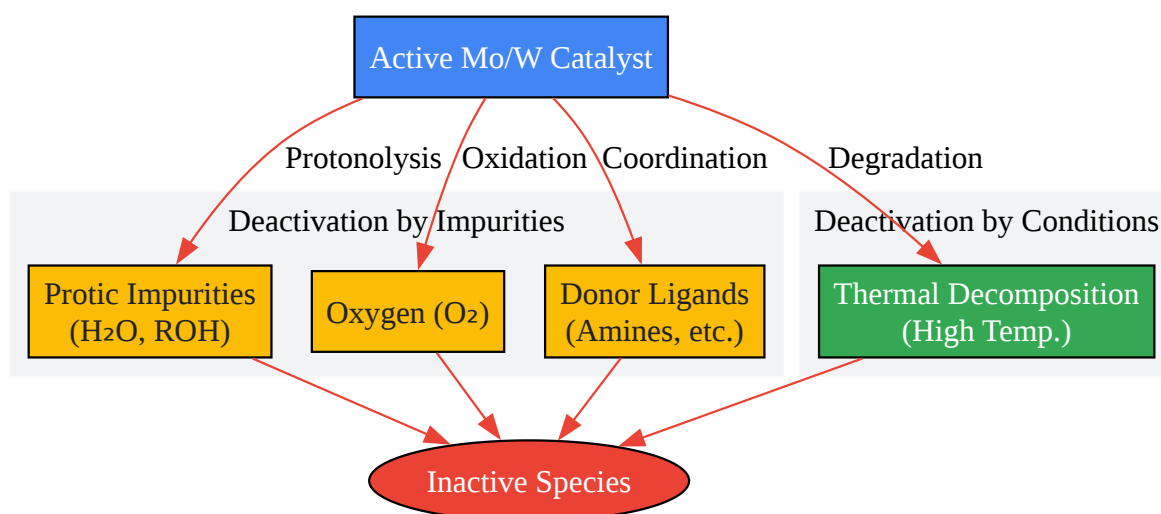 Active Mo/W Catalyst
Protonolysis
Oxidation
Coordination
Degradation
Deactivation by Impurities
Deactivation by Conditions
Protic Impurities
(H₂O, ROH)
Oxygen (O₂)
Donor Ligands
(Amines, etc.)
Thermal Decomposition
(High Temp.)
Inactive Species